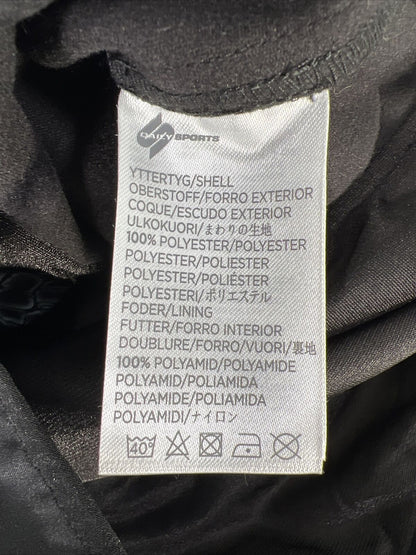 DAILY SPORTS
YTTERTYG/SHELL
OBERSTOFF/FORRO EXTERIOR
COQUE/ESCUDO EXTERIOR
ULKOKUORI/まわりの生地
100% POLYESTER/POLYESTER
POLYESTER/POLIESTER
POLYESTER/POLIÉSTER
POLYESTERI/ポリエステル
FODER/LINING
FUTTER/FORRO INTERIOR
DOUBLURE/FORRO/VUORI/裏地
100% POLYAMID/POLYAMIDE
POLYAMID/POLIAMIDA
POLYAMIDE/POLIAMIDA
POLYAMIDI/ナイロン
40°